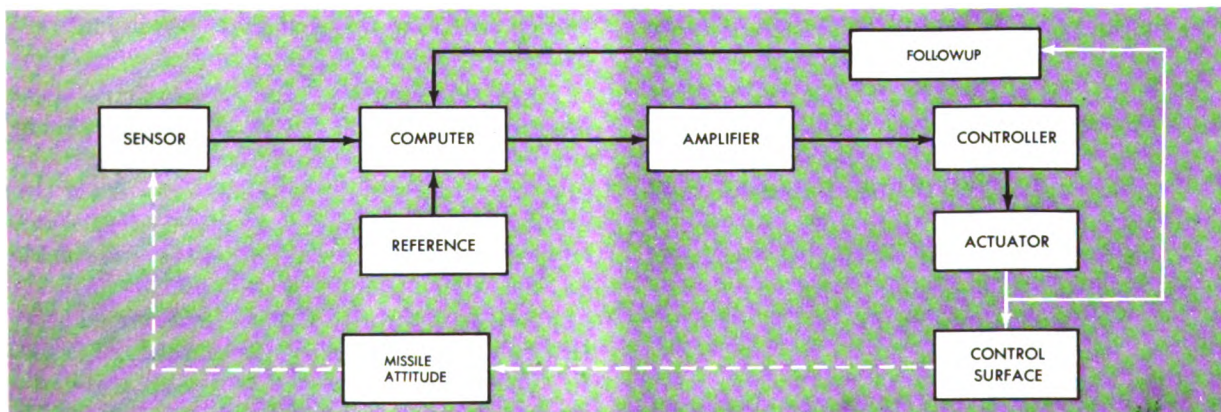 FOLLOWUP
SENSOR
COMPUTER
AMPLIFIER
CONTROLLER
REFERENCE
ACTUATOR
MISSILE
ATTITUDE
CONTROL
SURFACE